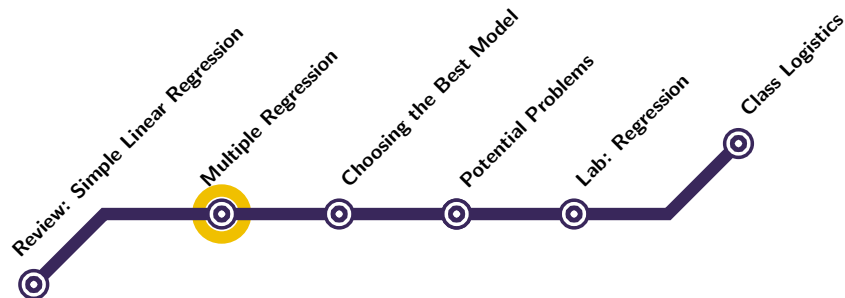 Review: Simple Linear Regression
Multiple Regression
Choosing the Best Model
Potential Problems
Lab: Regression
Class Logistics